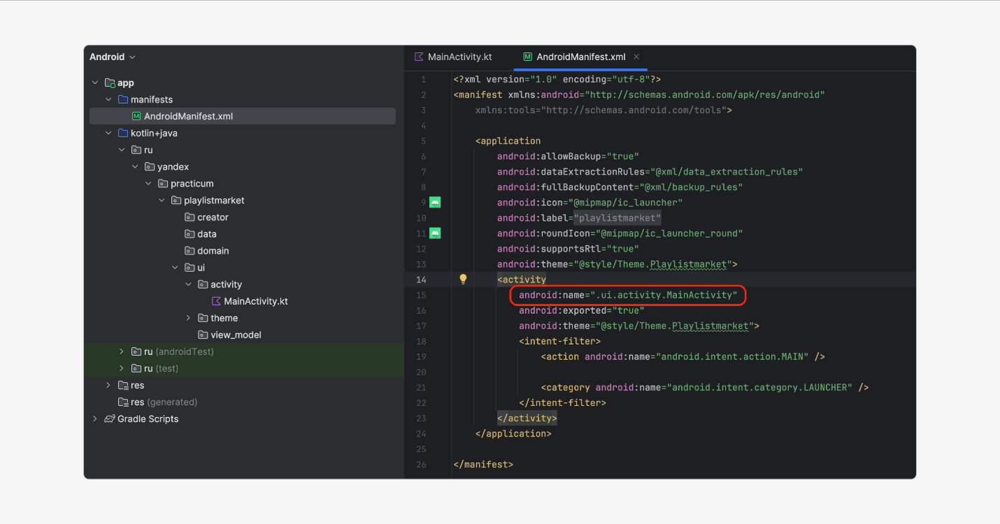 Android
app
manifests
AndroidManifest.xml
kotlin+java
ru
yandex
practicum
playlistmarket
creator
data
domain
ui
activity
MainActivity.kt
theme
view_model
ru (androidTest)
ru (test)
res
res (generated)
Gradle Scripts
MainActivity.kt
AndroidManifest.xml
1 <?xml version="1.0" encoding="utf-8"?>
2 <manifest xmlns:android="http://schemas.android.com/apk/res/android"
3 xmlns:tools="http://schemas.android.com/tools">
4
5 <application
6 android:allowBackup="true"
7 android:dataExtractionRules="@xml/data_extraction_rules"
8 android:fullBackupContent="@xml/backup_rules"
9 android:icon="@mipmap/ic_launcher"
10 android:label="playlistmarket"
11 android:roundIcon="@mipmap/ic_launcher_round"
12 android:supportsRtl="true"
13 android:theme="@style/Theme.Playlistmarket">
14 <activity
15 android:name=".ui.activity.MainActivity"
16 android:exported="true"
17 android:theme="@style/Theme.Playlistmarket">
18 <intent-filter>
19 <action android:name="android.intent.action.MAIN" />
20
21 <category android:name="android.intent.category.LAUNCHER" />
22 </intent-filter>
23 </activity>
24 </application>
25
26 </manifest>